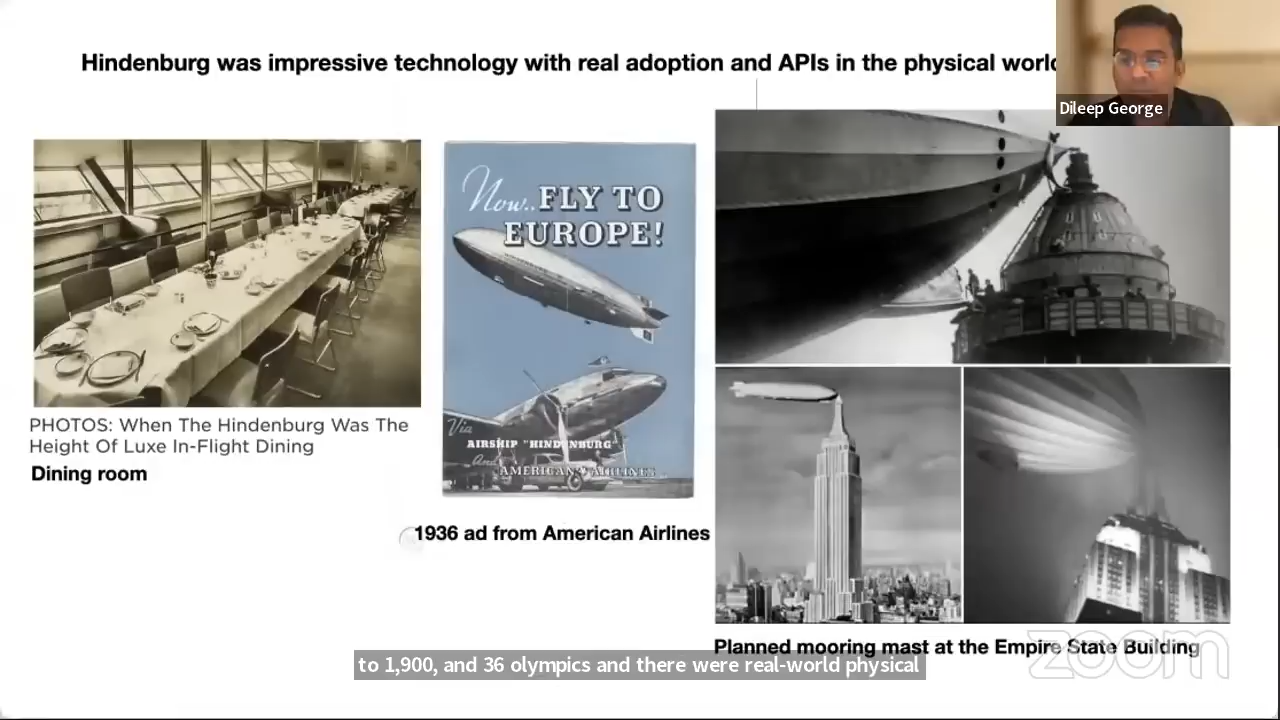 Hindenburg was impressive technology with real adoption and APIs in the physical world
Dileep George
Now.. FLY TO
EUROPE!
Via
AIRSHIP "HINDENBURG"
And
AMERICAN AIRLINES
PHOTOS: When The Hindenburg Was The
Height Of Luxe In-Flight Dining
Dining room
1936 ad from American Airlines
Planned mooring mast at the Empire State Building
to 1,900, and 36 olympics and there were real-world physical
zoom